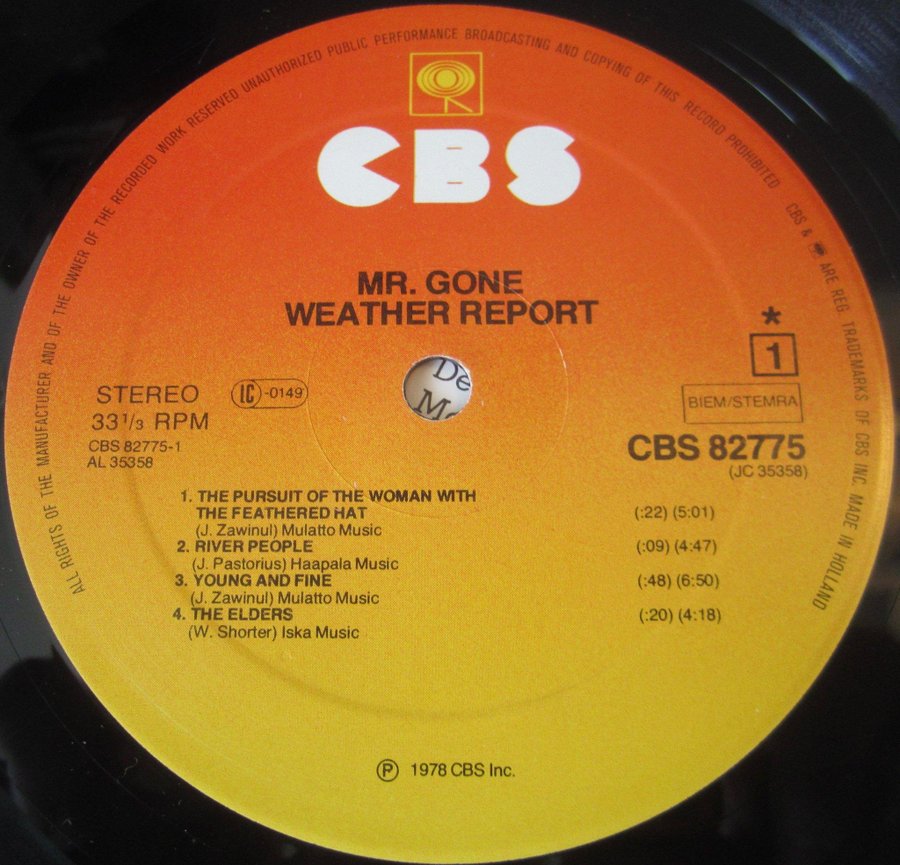 ALL RIGHTS OF THE MANUFACTURER AND OF THE OWNER OF THE RECORDED WORK RESERVED UNAUTHORIZED PUBLIC PERFORMANCE BROADCASTING AND COPYING OF THIS RECORD PROHIBITED
CBS & ARE REG. TRADEMARKS OF CBS INC. MADE IN HOLLAND
CBS
MR. GONE
WEATHER REPORT
De
Mo
*
1
STEREO
LC-0149
33 1/3 RPM
BIEM/STEMRA
CBS 82775-1
AL 35358
CBS 82775
(JC 35358)
1. THE PURSUIT OF THE WOMAN WITH
THE FEATHERED HAT (:22) (5:01)
(J. Zawinul) Mulatto Music
2. RIVER PEOPLE (:09) (4:47)
(J. Pastorius) Haapala Music
3. YOUNG AND FINE (:48) (6:50)
(J. Zawinul) Mulatto Music
4. THE ELDERS (:20) (4:18)
(W. Shorter) Iska Music
℗ 1978 CBS Inc.